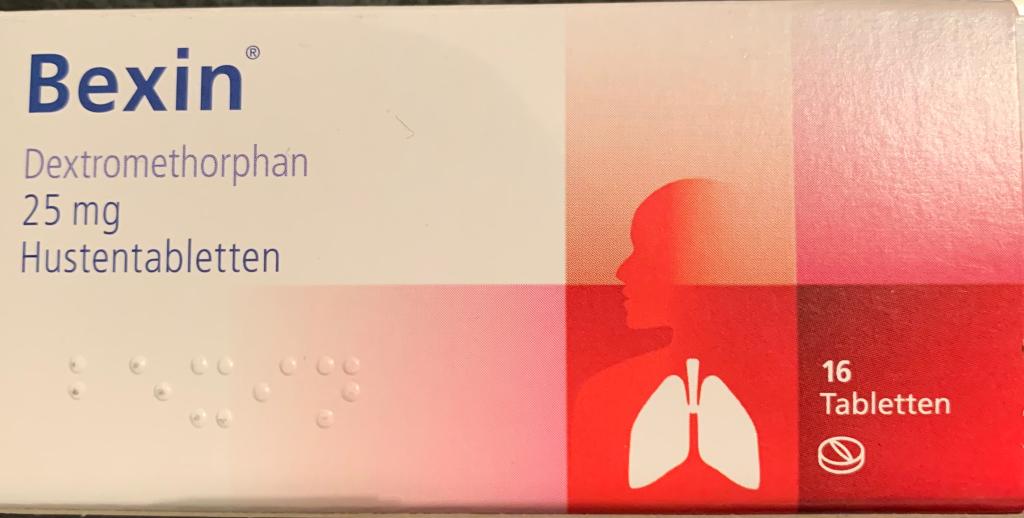 Bexin®
Dextromethorphan
25 mg
Hustentabletten
⠃⠑⠭⠊⠝
16
Tabletten